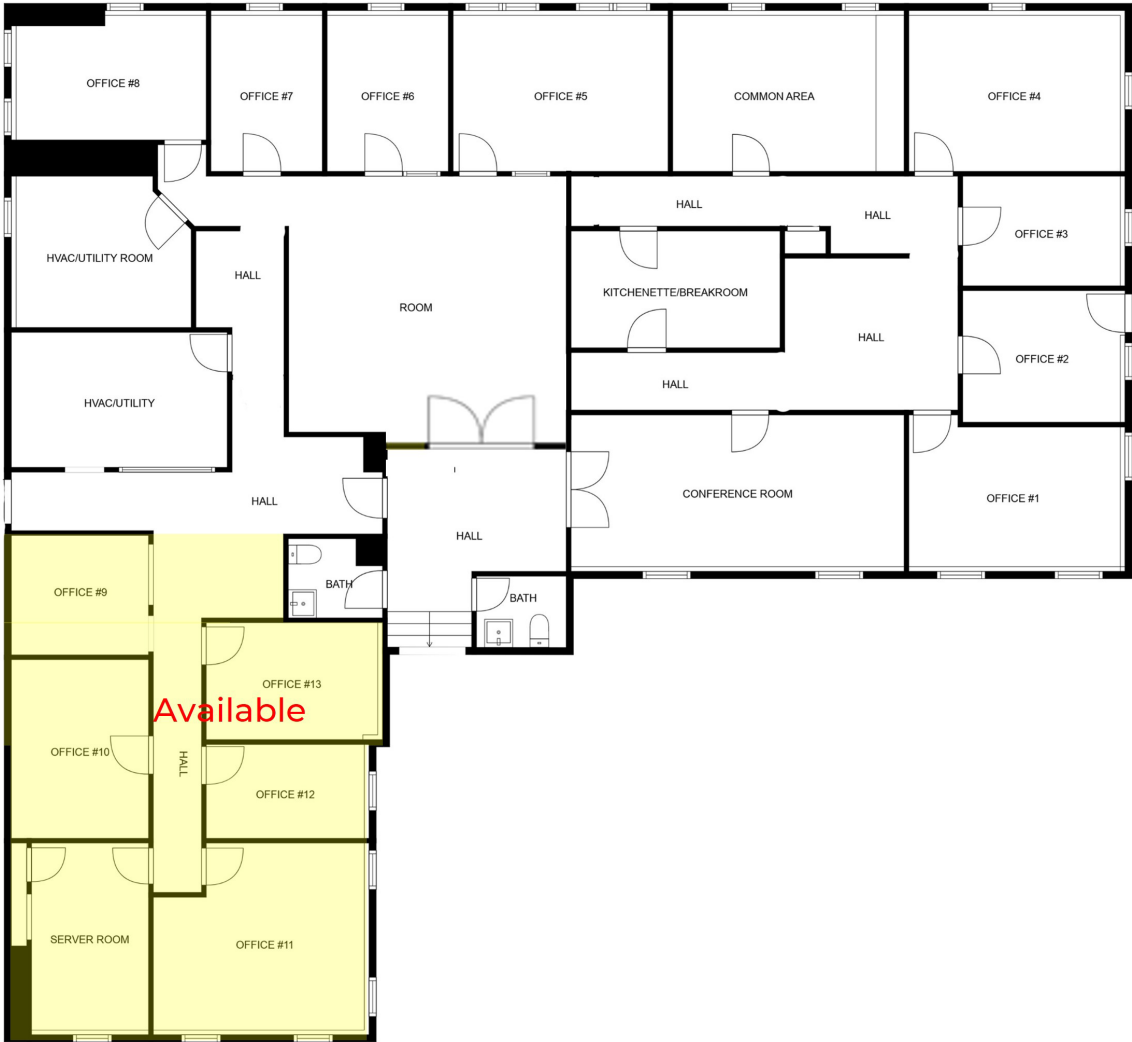 OFFICE #8
OFFICE #7
OFFICE #6
OFFICE #5
COMMON AREA
OFFICE #4
HALL
HALL
OFFICE #3
HVAC/UTILITY ROOM
HALL
ROOM
KITCHENETTE/BREAKROOM
HALL
OFFICE #2
HALL
HVAC/UTILITY
CONFERENCE ROOM
OFFICE #1
HALL
HALL
OFFICE #9
BATH
BATH
OFFICE #13
Available
OFFICE #10
HALL
OFFICE #12
SERVER ROOM
OFFICE #11